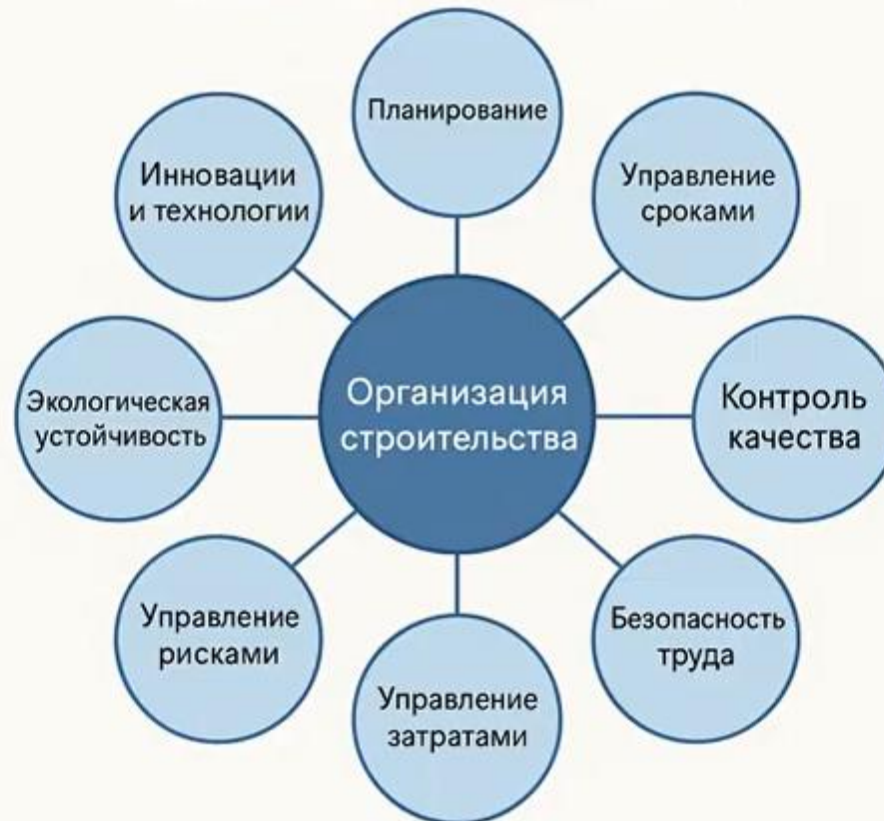 Планирование
Управление
сроками
Контроль
качества
Безопасность
труда
Управление
затратами
Управление
рисками
Экологическая
устойчивость
Инновации
и технологии
Организация
строительства